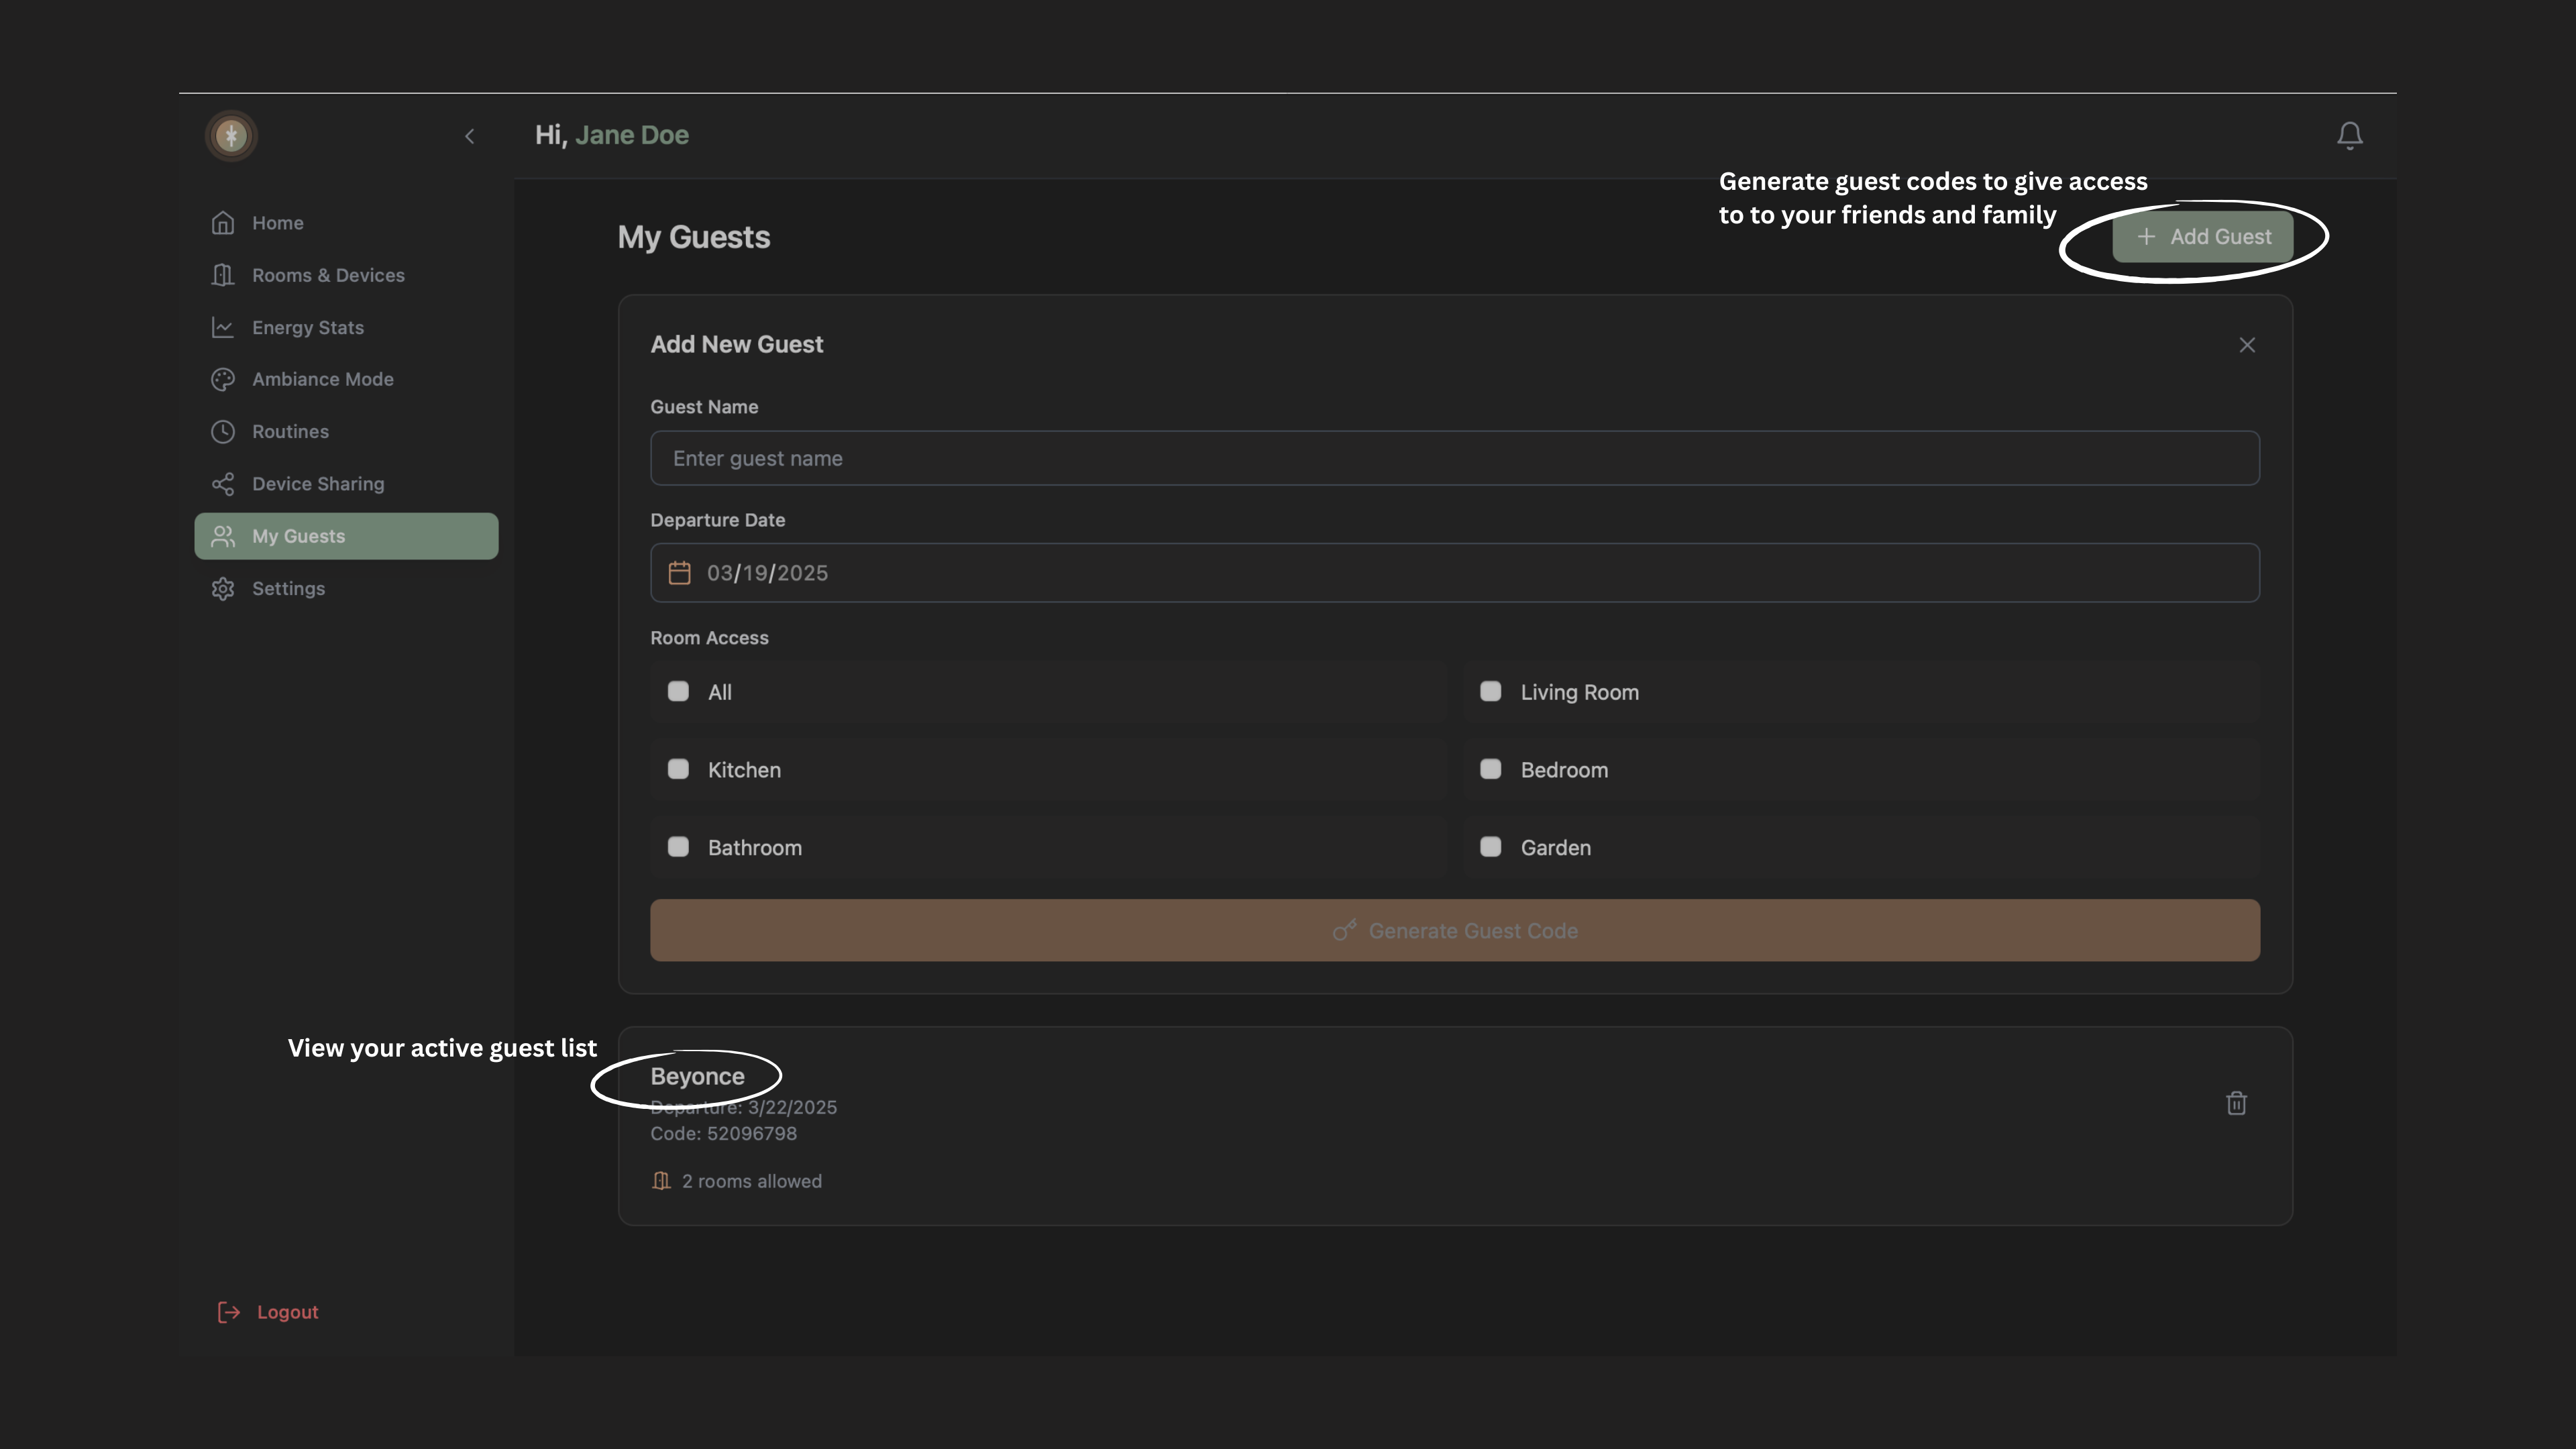 Hi, Jane Doe
Generate guest codes to give access
to to your friends and family
Home
Rooms & Devices
Energy Stats
Ambiance Mode
Routines
Device Sharing
My Guests
Settings
My Guests
+ Add Guest
Add New Guest
Guest Name
Enter guest name
Departure Date
03/19/2025
Room Access
All
Living Room
Kitchen
Bedroom
Bathroom
Garden
Generate Guest Code
View your active guest list
Beyonce
Departure: 3/22/2025
Code: 52096798
2 rooms allowed
Logout